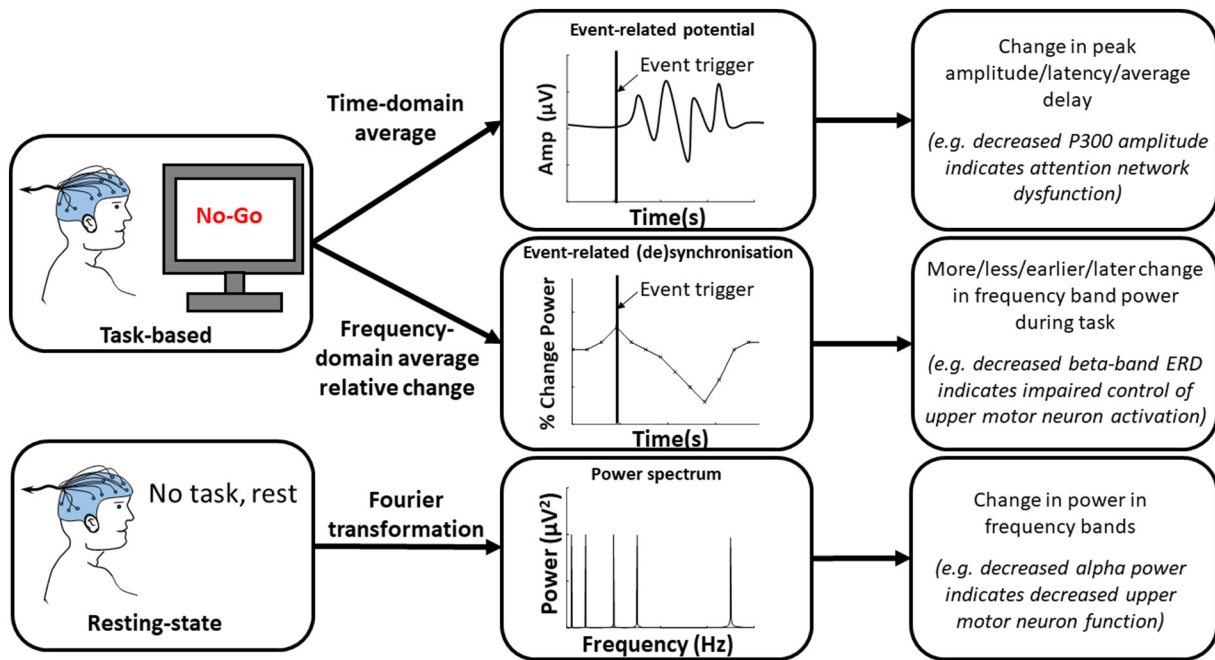 No-Go
Task-based
Time-domain
average
Frequency-
domain average
relative change
Event-related potential
Event trigger
Amp (µV)
Time(s)
Change in peak
amplitude/latency/average
delay
(e.g. decreased P300 amplitude
indicates attention network
dysfunction)
Event-related (de)synchronisation
Event trigger
% Change Power
Time(s)
More/less/earlier/later change
in frequency band power
during task
(e.g. decreased beta-band ERD
indicates impaired control of
upper motor neuron activation)
No task, rest
Resting-state
Fourier
transformation
Power spectrum
Power (µV²)
Frequency (Hz)
Change in power in
frequency bands
(e.g. decreased alpha power
indicates decreased upper
motor neuron function)